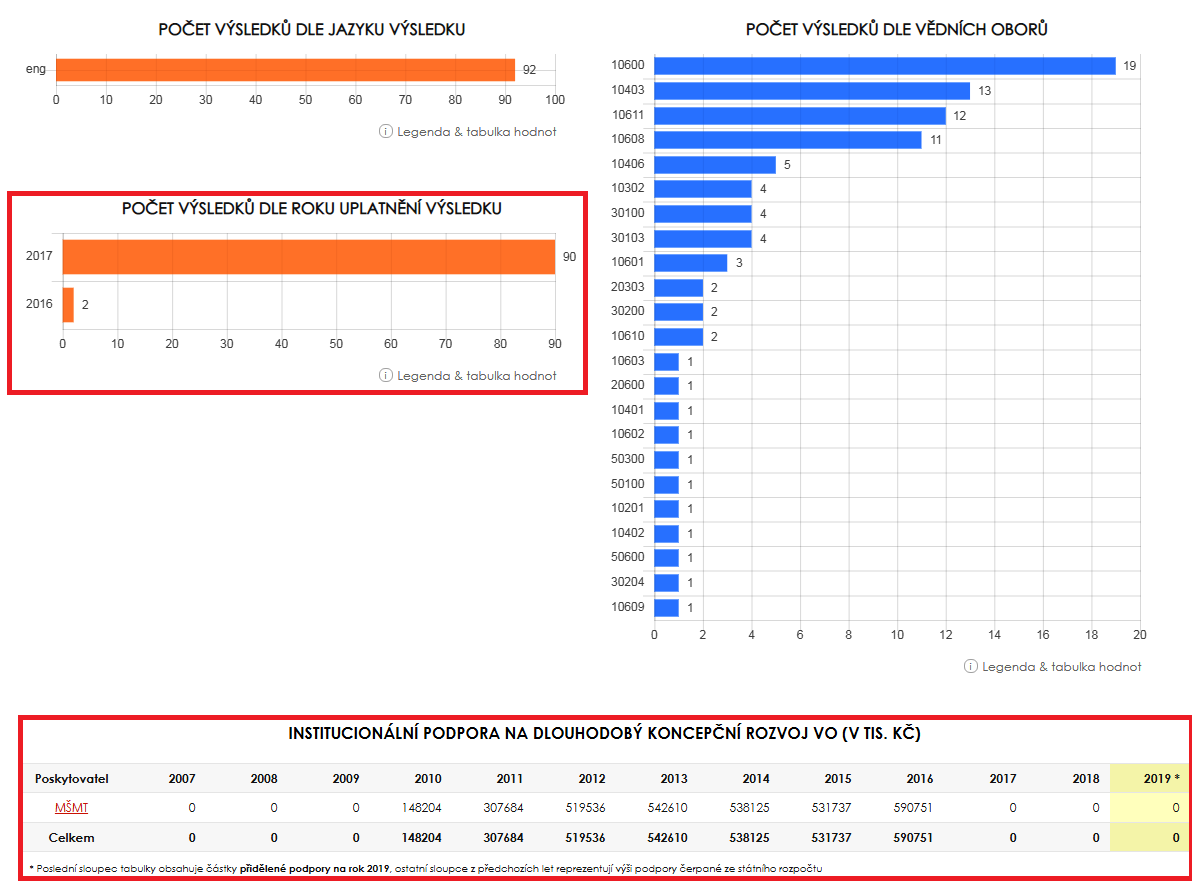 POČET VÝSLEDKŮ DLE JAZYKU VÝSLEDKU
eng 92
0 10 20 30 40 50 60 70 80 90 100
Legenda & tabulka hodnot
POČET VÝSLEDKŮ DLE ROKU UPLATNĚNÍ VÝSLEDKU
2017 90
2016 2
0 10 20 30 40 50 60 70 80 90
Legenda & tabulka hodnot
POČET VÝSLEDKŮ DLE VĚDNÍCH OBORŮ
10600 19
10403 13
10611 12
10608 11
10406 5
10302 4
30100 4
30103 4
10601 3
20303 2
30200 2
10610 2
10603 1
20600 1
10401 1
10602 1
50300 1
50100 1
10201 1
10402 1
50600 1
30204 1
10609 1
0 2 4 6 8 10 12 14 16 18 20
Legenda & tabulka hodnot
INSTITUCIONÁLNÍ PODPORA NA DLOUHODOBÝ KONCEPČNÍ ROZVOJ VO (V TIS. KČ)
Poskytovatel 2007 2008 2009 2010 2011 2012 2013 2014 2015 2016 2017 2018 2019 *
MŠMT 0 0 0 148204 307684 519536 542610 538125 531737 590751 0 0 0
Celkem 0 0 0 148204 307684 519536 542610 538125 531737 590751 0 0 0
* Poslední sloupec tabulky obsahuje částky přidělené podpory na rok 2019, ostatní sloupce z předchozích let reprezentují výši podpory čerpané ze státního rozpočtu